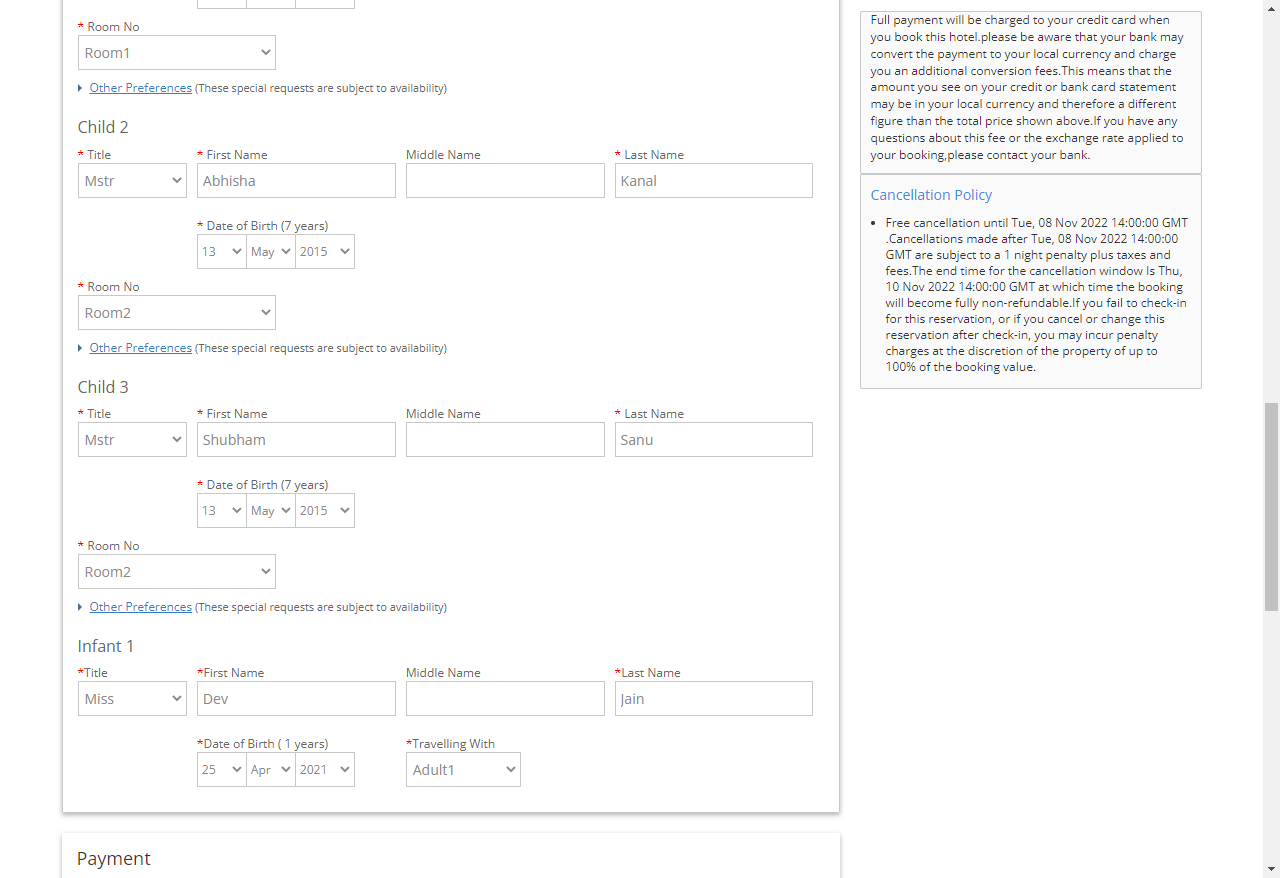 * Room No
Room1
Other Preferences (These special requests are subject to availability)
Child 2
* Title * First Name Middle Name * Last Name
Mstr Abhisha Kanal
* Date of Birth (7 years)
13 May 2015
* Room No
Room2
Other Preferences (These special requests are subject to availability)
Child 3
* Title * First Name Middle Name * Last Name
Mstr Shubham Sanu
* Date of Birth (7 years)
13 May 2015
* Room No
Room2
Other Preferences (These special requests are subject to availability)
Infant 1
*Title *First Name Middle Name *Last Name
Miss Dev Jain
*Date of Birth ( 1 years) *Travelling With
25 Apr 2021 Adult1
Payment
Full payment will be charged to your credit card when
you book this hotel.please be aware that your bank may
convert the payment to your local currency and charge
you an additional conversion fees.This means that the
amount you see on your credit or bank card statement
may be in your local currency and therefore a different
figure than the total price shown above.If you have any
questions about this fee or the exchange rate applied to
your booking,please contact your bank.
Cancellation Policy
• Free cancellation until Tue, 08 Nov 2022 14:00:00 GMT
.Cancellations made after Tue, 08 Nov 2022 14:00:00
GMT are subject to a 1 night penalty plus taxes and
fees.The end time for the cancellation window Is Thu,
10 Nov 2022 14:00:00 GMT at which time the booking
will become fully non-refundable.If you fail to check-in
for this reservation, or if you cancel or change this
reservation after check-in, you may incur penalty
charges at the discretion of the property of up to
100% of the booking value.